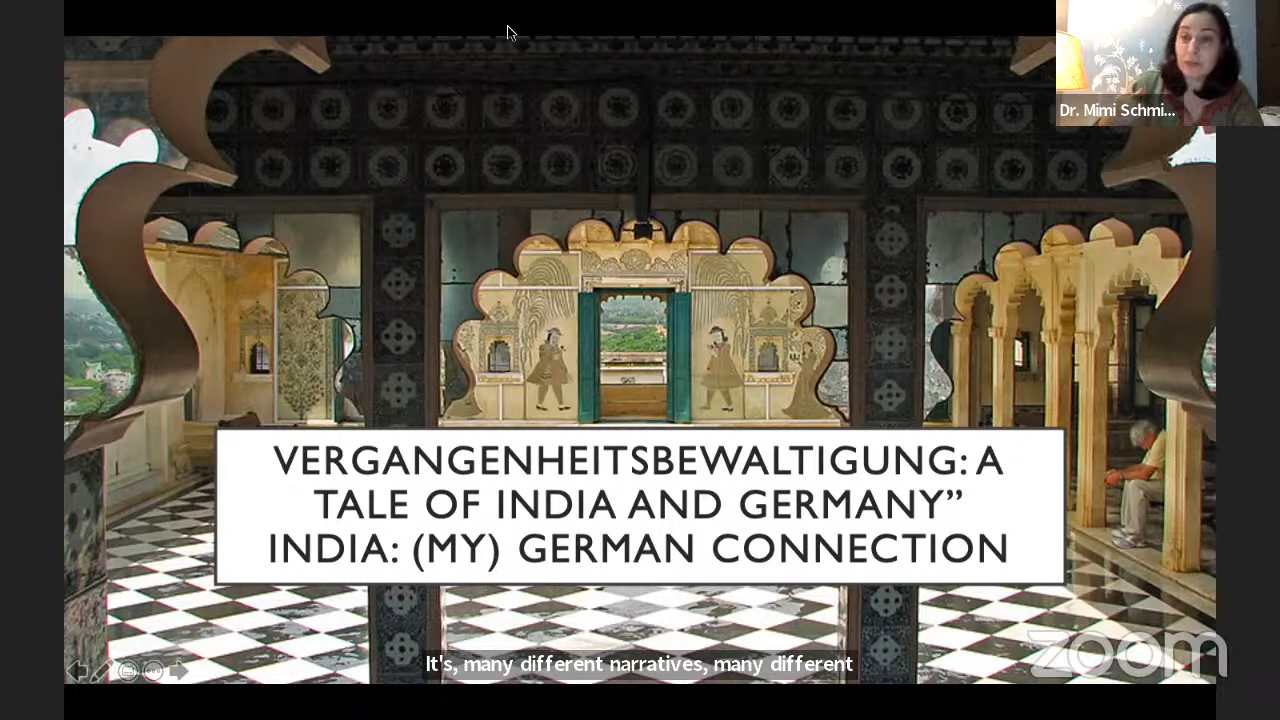 Dr. Mimi Schmi...
VERGANGENHEITSBEWALTIGUNG: A
TALE OF INDIA AND GERMANY”
INDIA: (MY) GERMAN CONNECTION
zoom
It's, many different narratives, many different